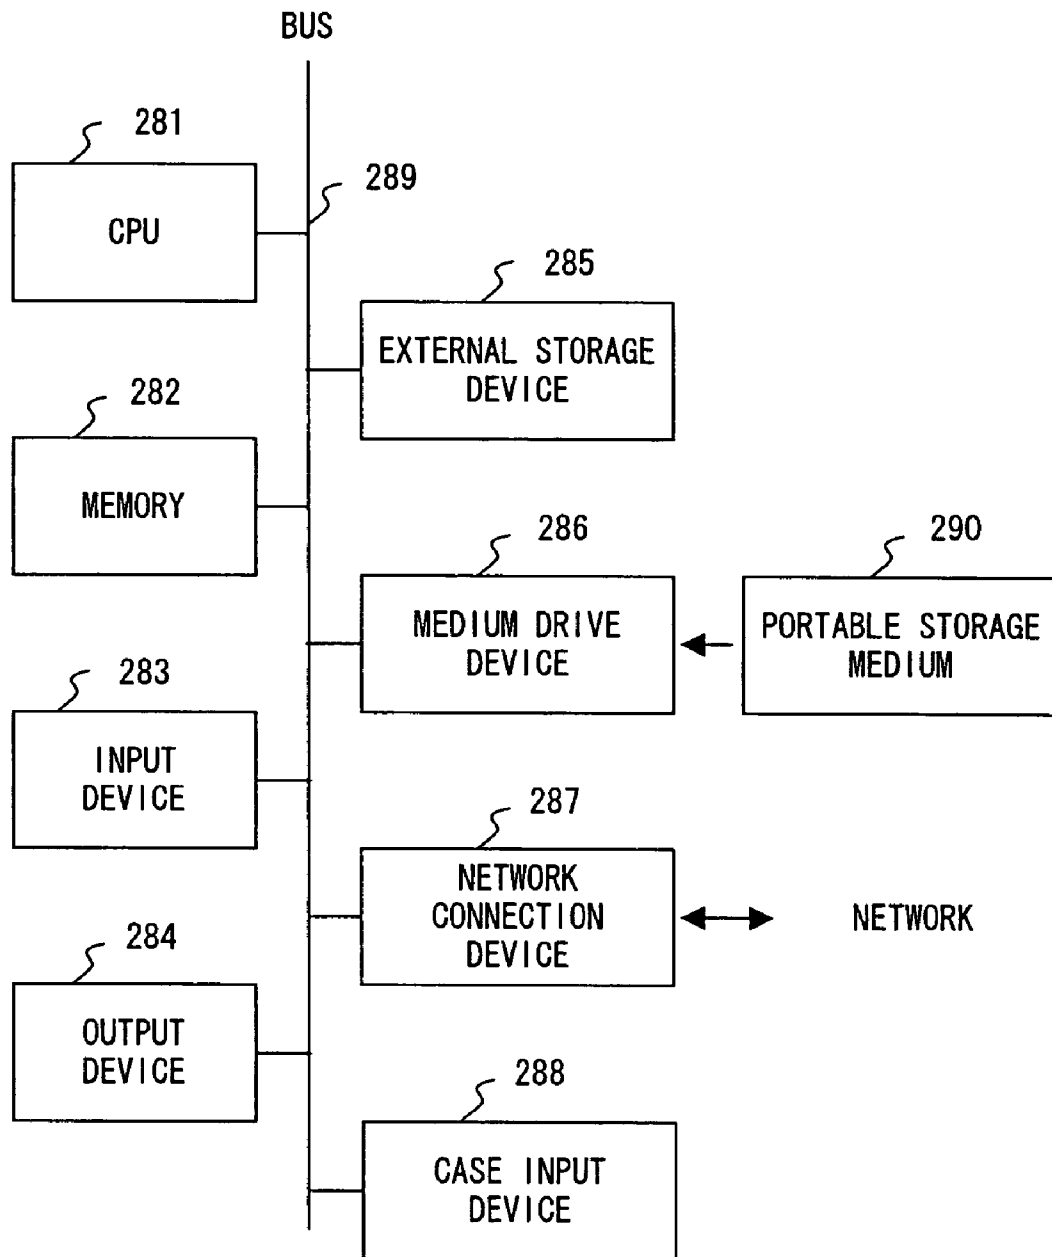 BUS
281
CPU
289
285
EXTERNAL STORAGE
DEVICE
282
MEMORY
286
MEDIUM DRIVE
DEVICE
290
PORTABLE STORAGE
MEDIUM
283
INPUT
DEVICE
287
NETWORK
CONNECTION
DEVICE
NETWORK
284
OUTPUT
DEVICE
288
CASE INPUT
DEVICE